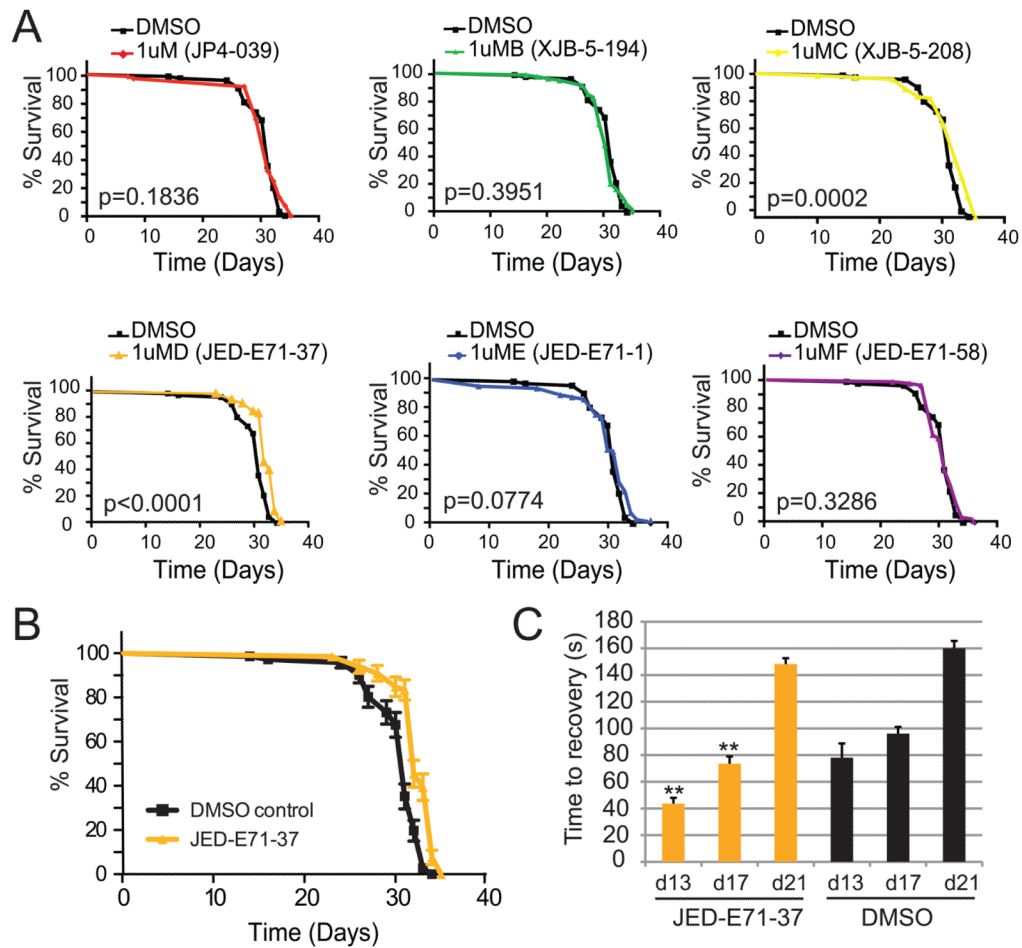 A
DMSO
1uM (JP4-039)
DMSO
1uMB (XJB-5-194)
DMSO
1uMC (XJB-5-208)
% Survival
100
80
60
40
20
0
p=0.1836
0 10 20 30 40
Time (Days)
% Survival
100
80
60
40
20
0
p=0.3951
0 10 20 30 40
Time (Days)
% Survival
100
80
60
40
20
0
p=0.0002
0 10 20 30 40
Time (Days)
DMSO
1uMD (JED-E71-37)
DMSO
1uME (JED-E71-1)
DMSO
1uMF (JED-E71-58)
% Survival
100
80
60
40
20
0
p<0.0001
0 10 20 30 40
Time (Days)
% Survival
100
80
60
40
20
0
p=0.0774
0 10 20 30 40
Time (Days)
% Survival
100
80
60
40
20
0
p=0.3286
0 10 20 30 40
Time (Days)
B
% Survival
100
80
60
40
20
0
DMSO control
JED-E71-37
0 10 20 30 40
Time (Days)
C
Time to recovery (s)
180
160
140
120
100
80
60
40
20
0
** **
d13 d17 d21 d13 d17 d21
JED-E71-37 DMSO